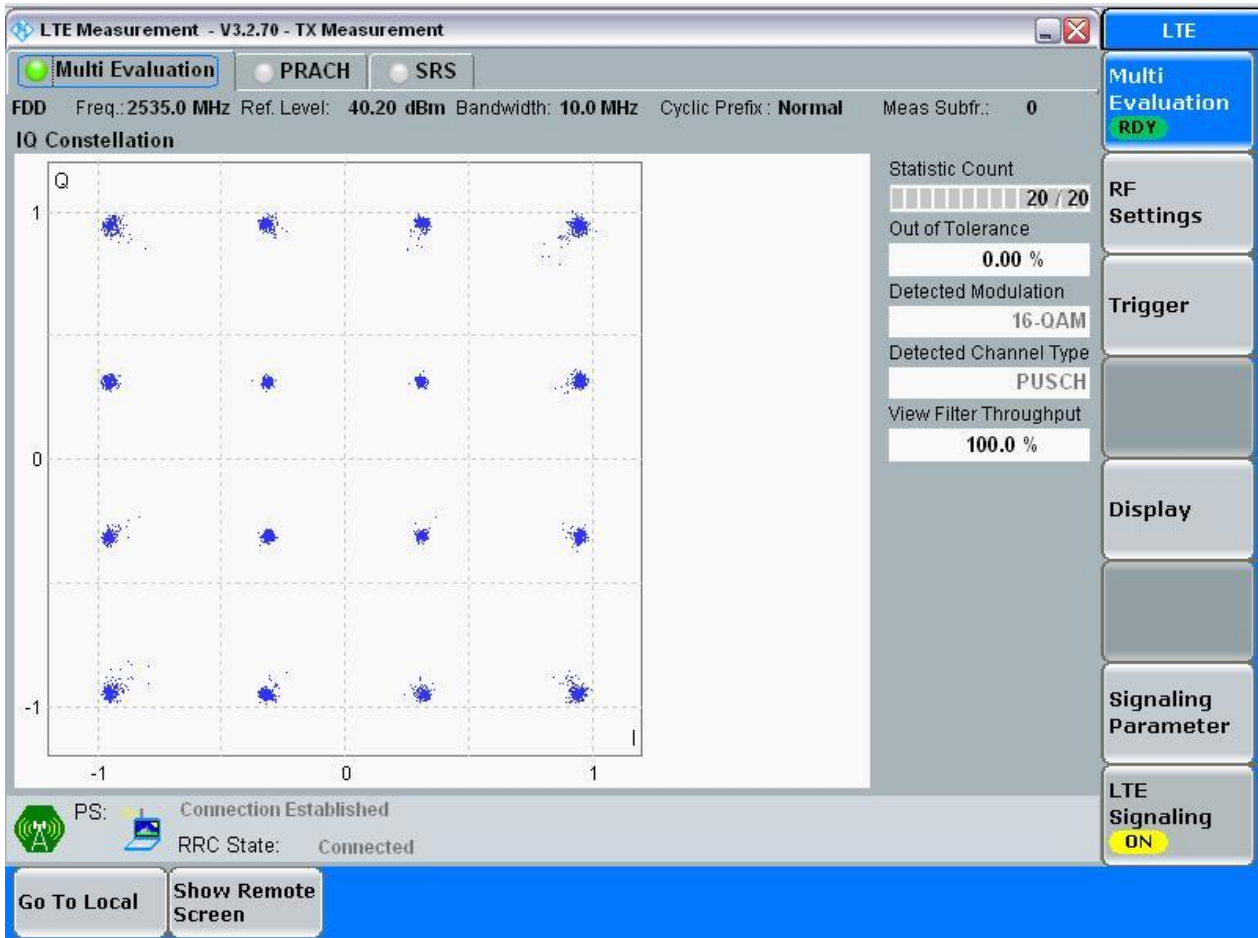 LTE Measurement - V3.2.70 - TX Measurement
LTE
Multi Evaluation PRACH SRS
FDD Freq.: 2535.0 MHz Ref. Level: 40.20 dBm Bandwidth: 10.0 MHz Cyclic Prefix : Normal Meas Subfr.: 0
IQ Constellation
Q
1
0
-1
I
-1 0 1
Statistic Count
20 / 20
Out of Tolerance
0.00 %
Detected Modulation
16-QAM
Detected Channel Type
PUSCH
View Filter Throughput
100.0 %
Multi
Evaluation
RDY
RF
Settings
Trigger
Display
Signaling
Parameter
LTE
Signaling
ON
PS: Connection Established
RRC State: Connected
Go To Local
Show Remote
Screen